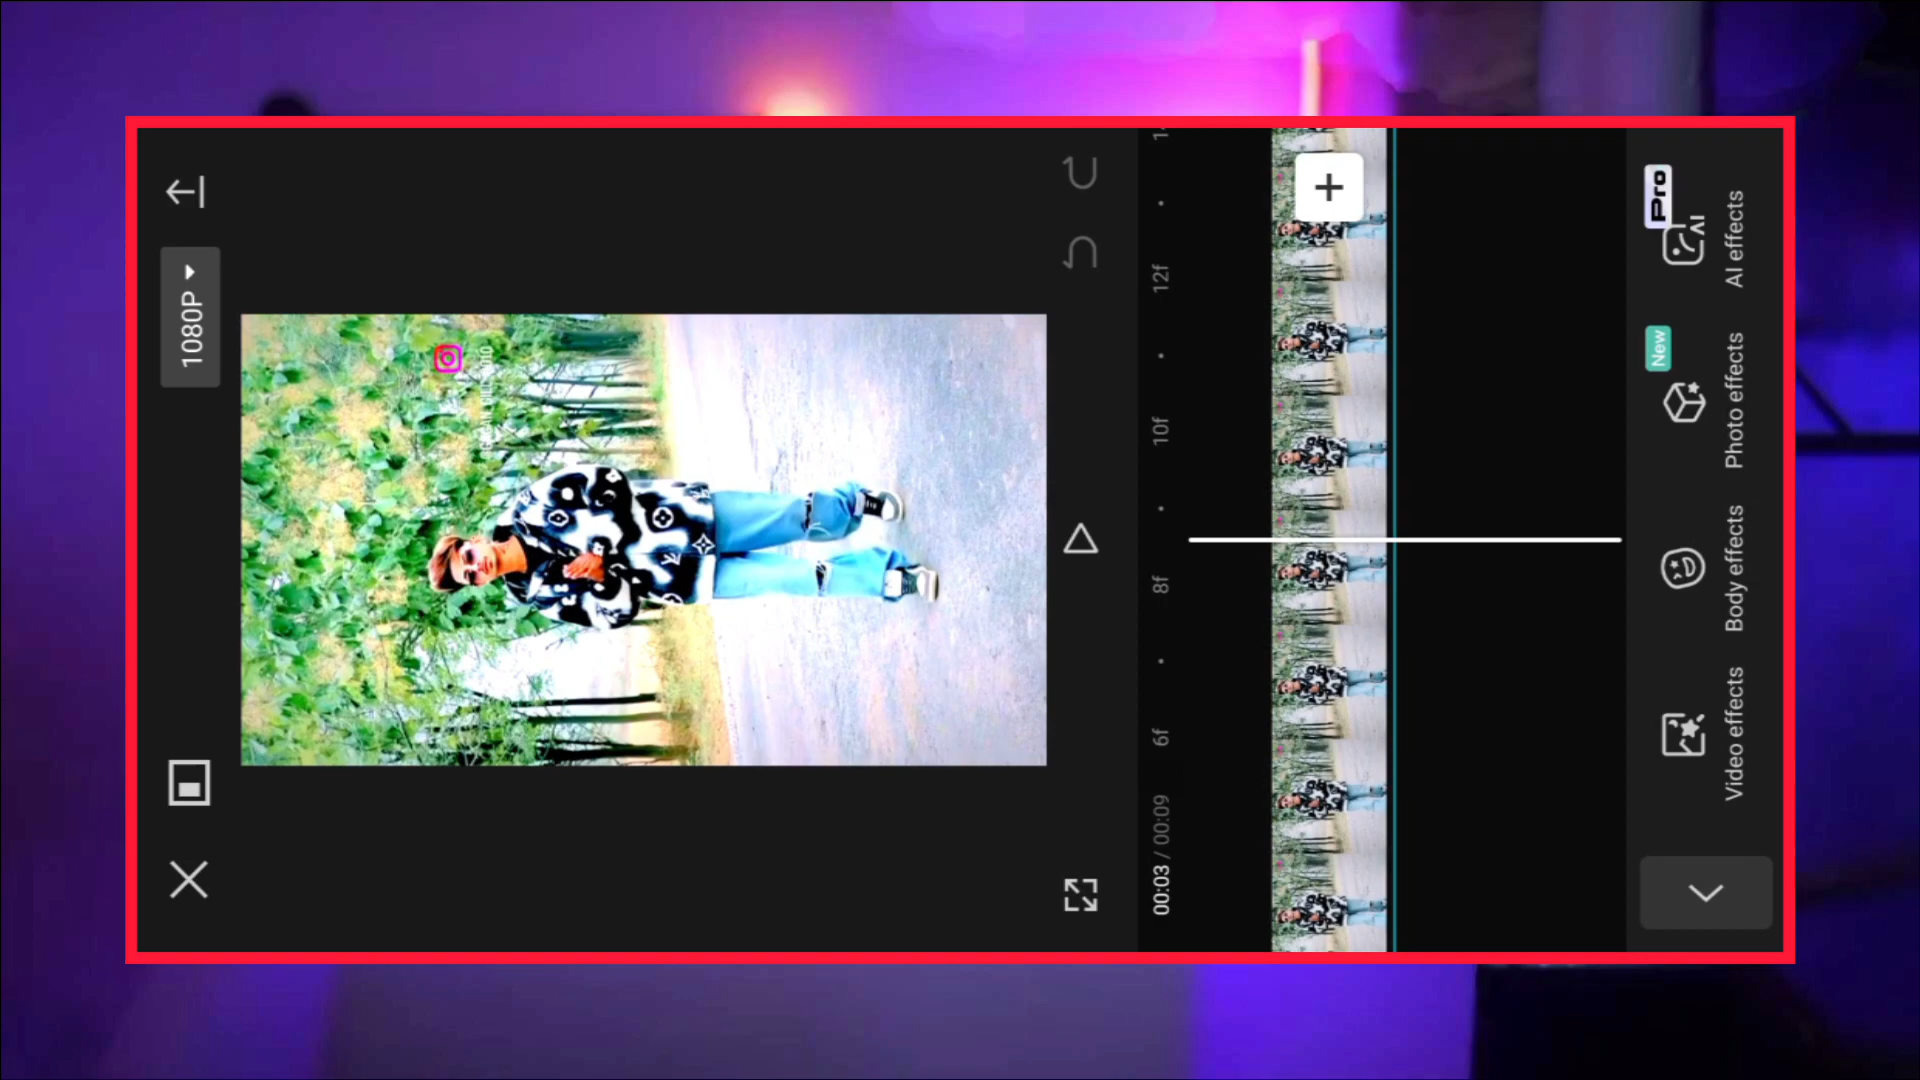 1080P
00:03 / 00:09
6f
8f
10f
12f
Video effects
Body effects
Photo effects
New
AI effects
Pro
AI